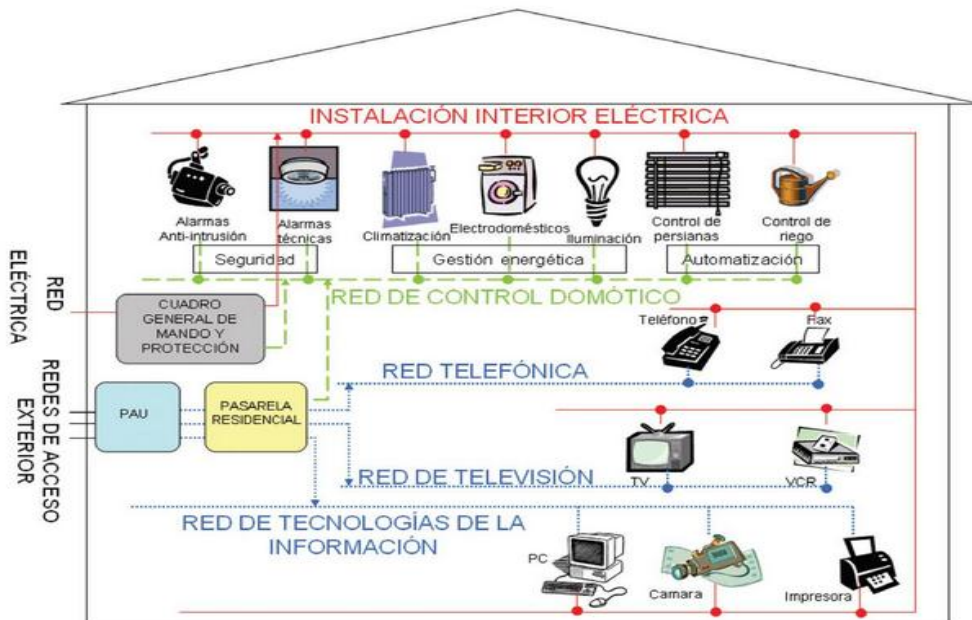 INSTALACIÓN INTERIOR ELÉCTRICA
Alarmas
Anti-intrusión
Alarmas
técnicas
Climatización
Electrodomésticos
Iluminación
Control de
persianas
Control de
riego
Seguridad
Gestión energética
Automatización
RED DE CONTROL DOMÓTICO
RED
ELÉCTRICA
CUADRO
GENERAL DE
MANDO Y
PROTECCIÓN
Teléfono
Fax
RED TELEFÓNICA
REDES DE ACCESO
EXTERIOR
PAU
PASARELA
RESIDENCIAL
RED DE TELEVISIÓN
TV
VCR
RED DE TECNOLOGÍAS DE LA
INFORMACIÓN
PC
Camara
Impresora